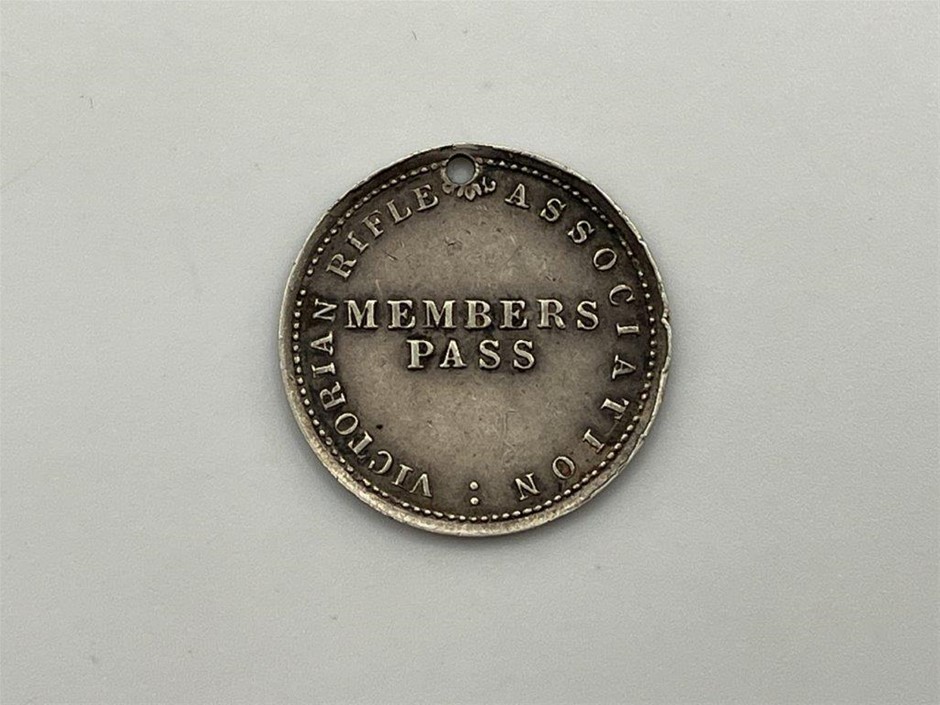 VICTORIAN RIFLE ASSOCIATION :
MEMBERS
PASS